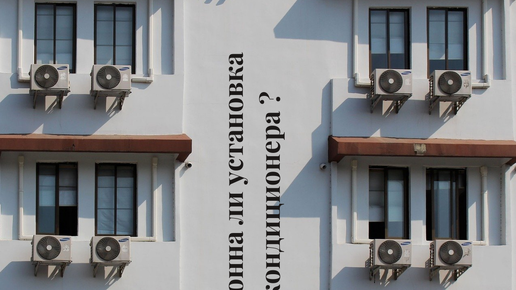 онна ли установка
кондиционера ?